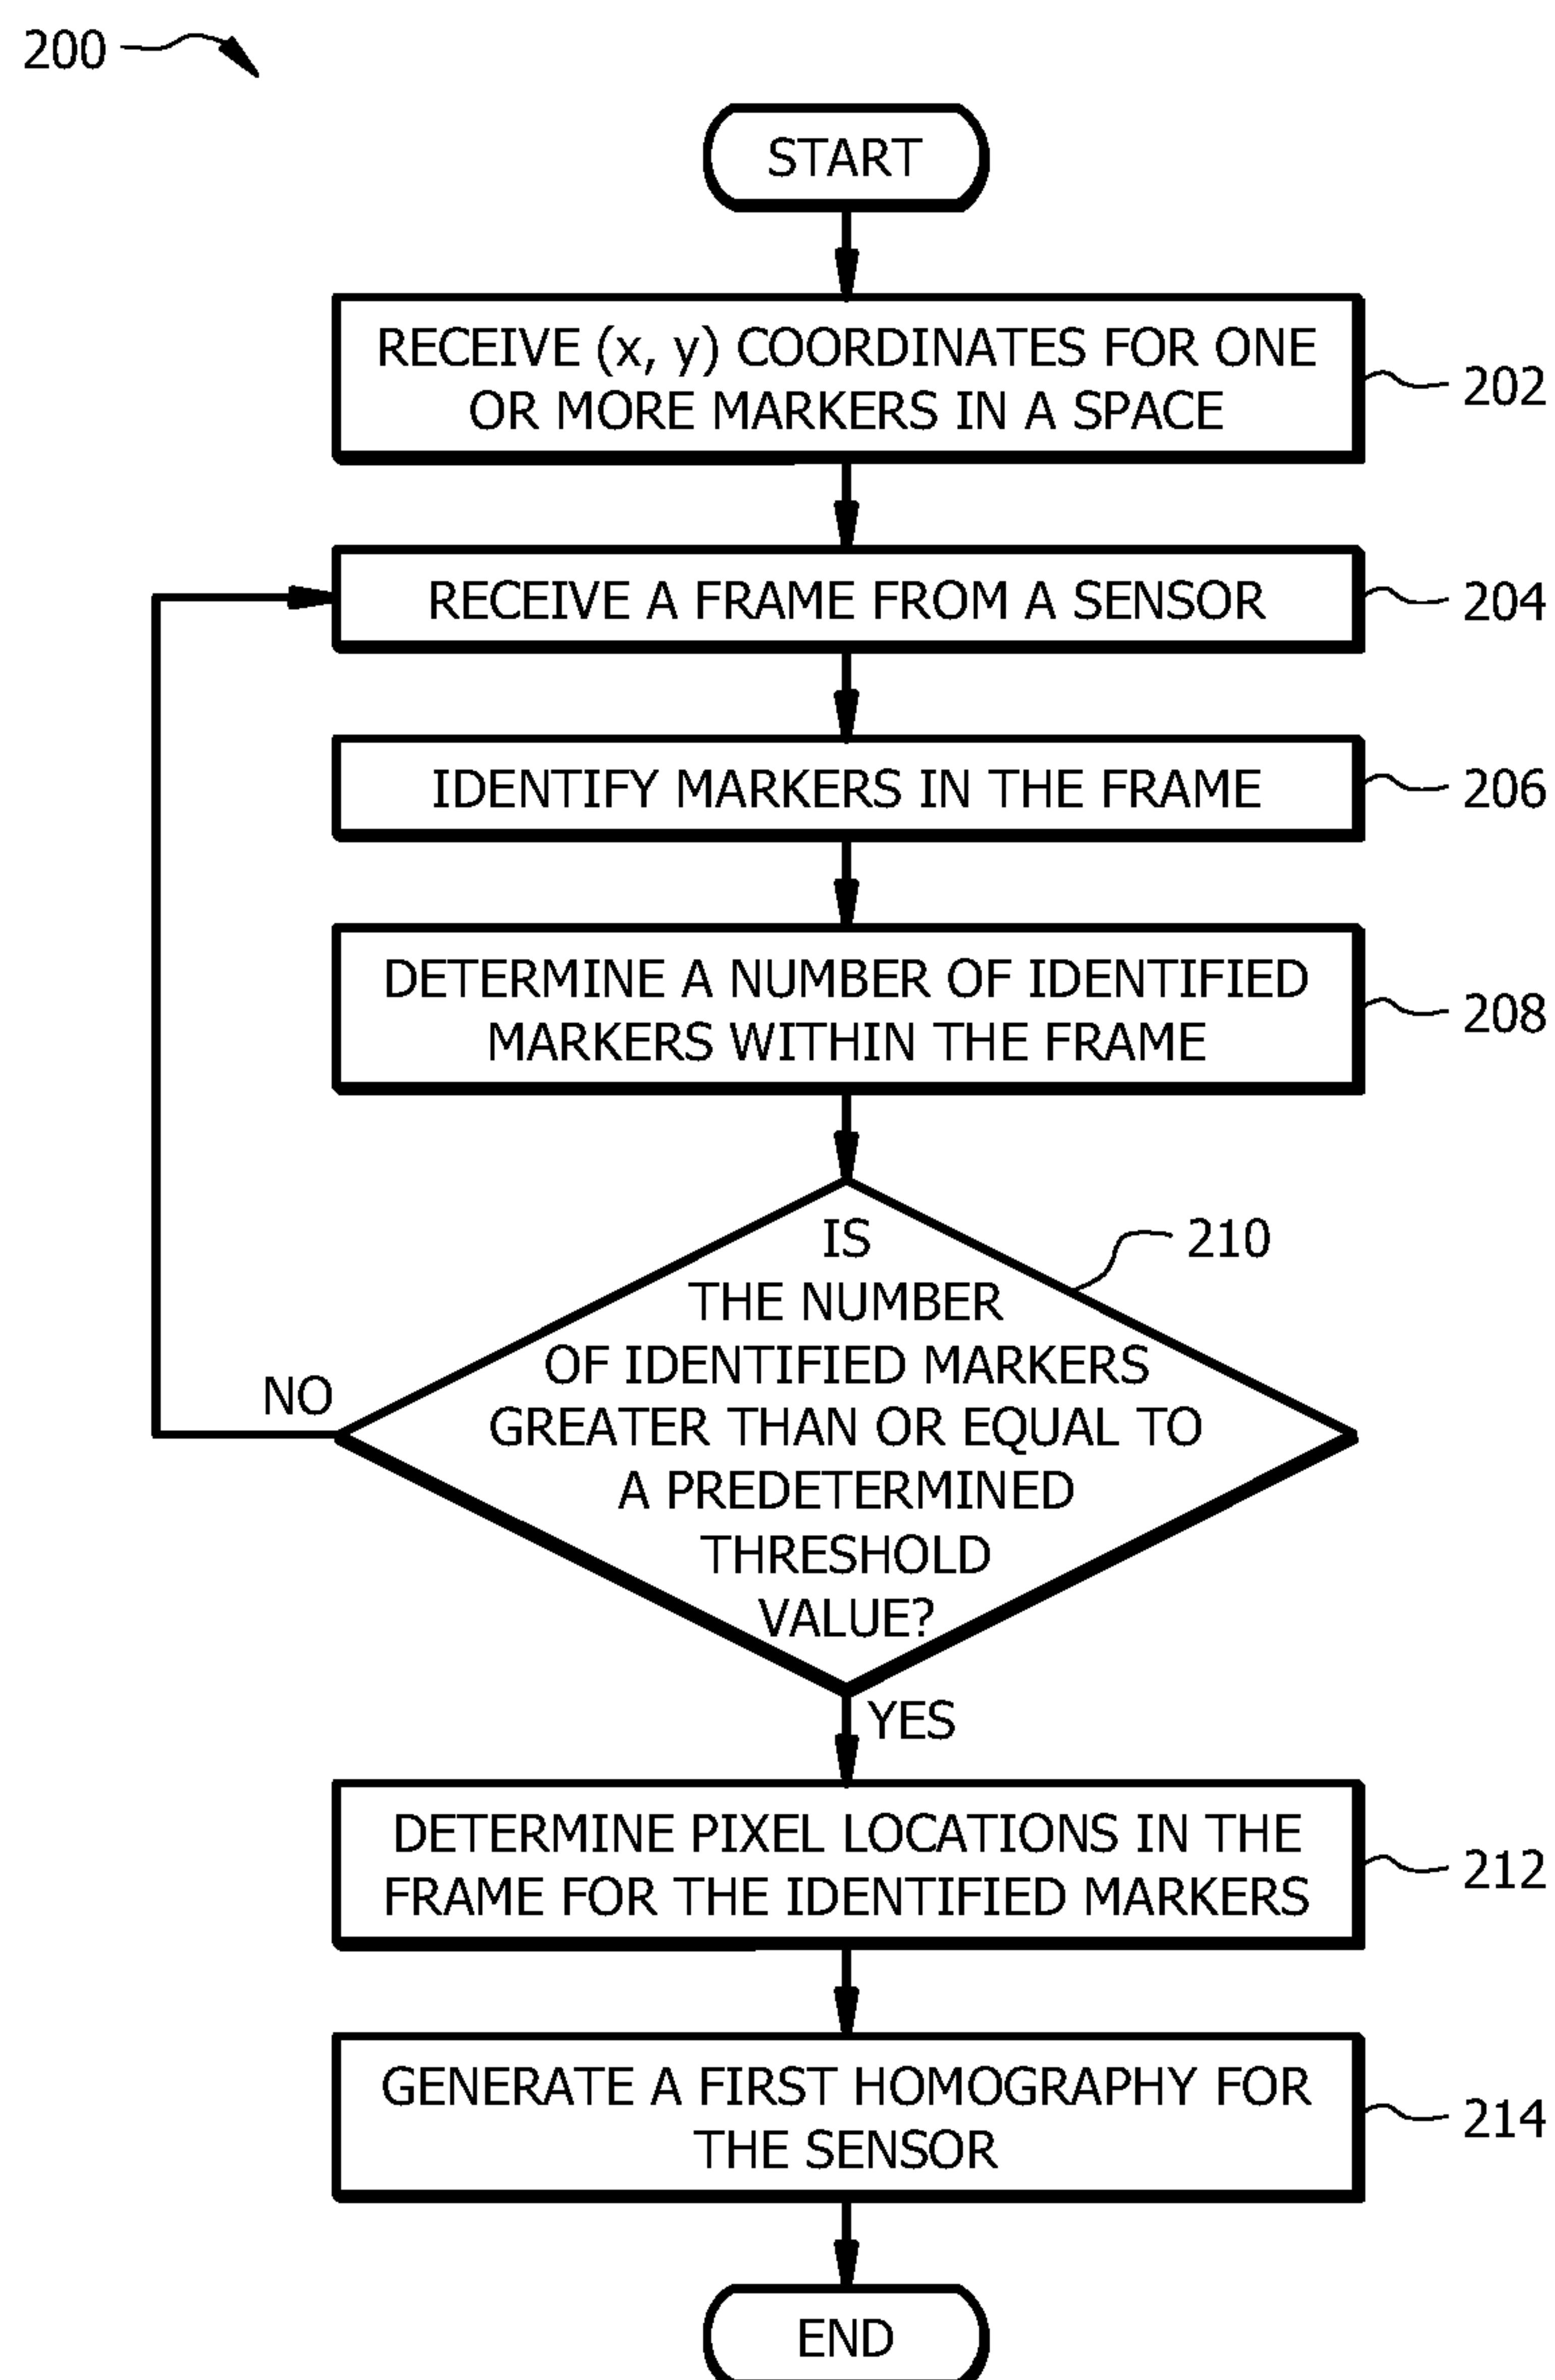 200
START
RECEIVE (x, y) COORDINATES FOR ONE
OR MORE MARKERS IN A SPACE
202
RECEIVE A FRAME FROM A SENSOR
204
IDENTIFY MARKERS IN THE FRAME
206
DETERMINE A NUMBER OF IDENTIFIED
MARKERS WITHIN THE FRAME
208
IS
THE NUMBER
OF IDENTIFIED MARKERS
GREATER THAN OR EQUAL TO
A PREDETERMINED
THRESHOLD
VALUE?
210
NO
YES
DETERMINE PIXEL LOCATIONS IN THE
FRAME FOR THE IDENTIFIED MARKERS
212
GENERATE A FIRST HOMOGRAPHY FOR
THE SENSOR
214
END